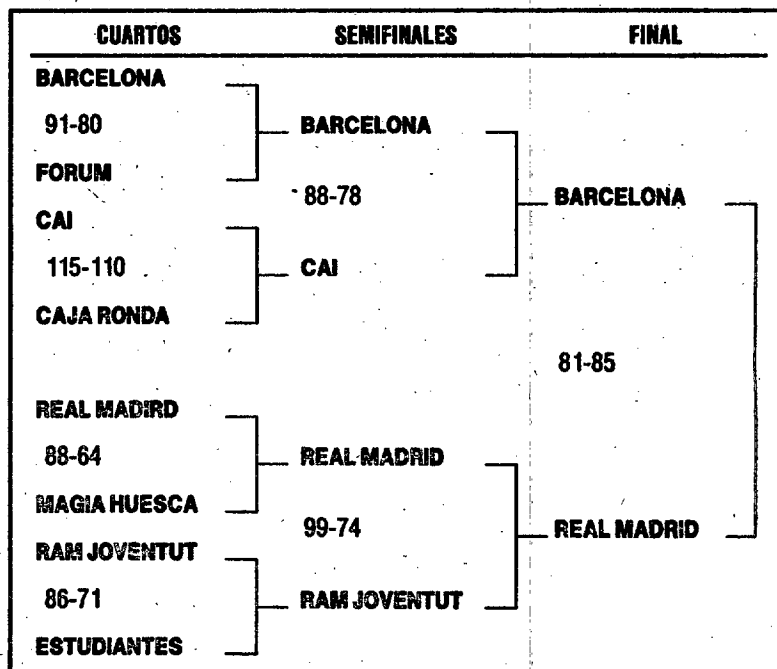 CUARTOS
SEMIFINALES
FINAL
BARCELONA
91-80
FORUM
CAI
115-110
CAJA RONDA
REAL MADIRD
88-64
MAGIA HUESCA
RAM JOVENTUT
86-71
ESTUDIANTES
BARCELONA
88-78
CAI
REAL MADRID
99-74
RAM JOVENTUT
BARCELONA
81-85
REAL MADRID